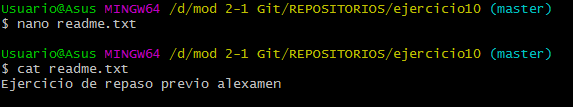 Usuario@Asus MINGW64 /d/mod 2-1 Git/REPOSITORIOS/ejercicio10 (master)
$ nano readme.txt
Usuario@Asus MINGW64 /d/mod 2-1 Git/REPOSITORIOS/ejercicio10 (master)
$ cat readme.txt
Ejercicio de repaso previo alexamen